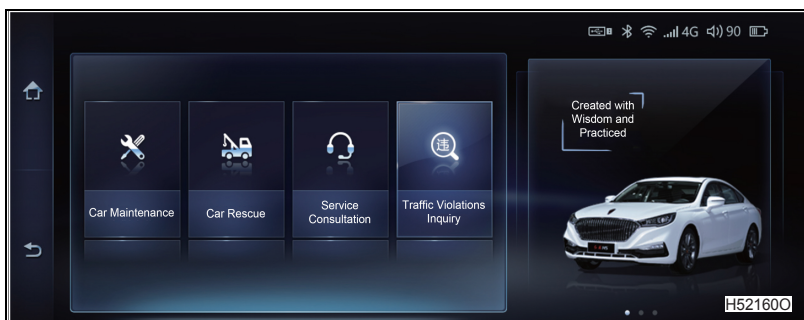 4G 90
Created with
Wisdom and
Practiced
违
Car Maintenance
Car Rescue
Service
Consultation
Traffic Violations
Inquiry
H52160O